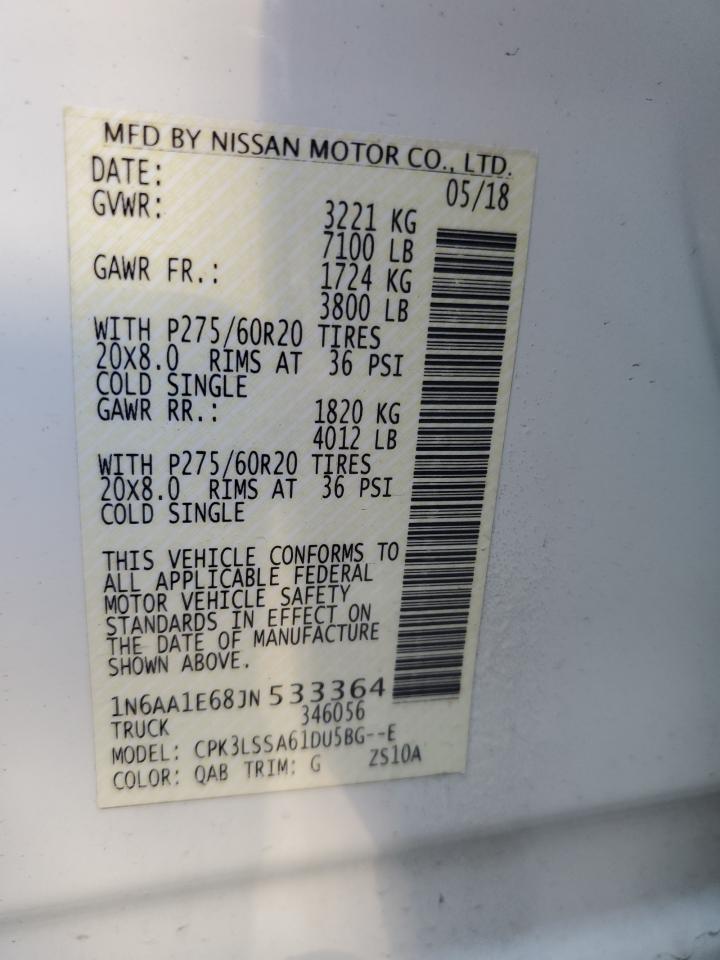 MFD BY NISSAN MOTOR CO., LTD.
DATE: 05/18
GVWR: 3221 KG
7100 LB
GAWR FR.: 1724 KG
3800 LB
WITH P275/60R20 TIRES
20X8.0 RIMS AT 36 PSI
COLD SINGLE
GAWR RR.: 1820 KG
4012 LB
WITH P275/60R20 TIRES
20X8.0 RIMS AT 36 PSI
COLD SINGLE
THIS VEHICLE CONFORMS TO
ALL APPLICABLE FEDERAL
MOTOR VEHICLE SAFETY
STANDARDS IN EFFECT ON
THE DATE OF MANUFACTURE
SHOWN ABOVE.
1N6AA1E68JN533364
TRUCK 346056
MODEL: CPK3LSSA61DU5BG--E
COLOR: QAB TRIM: G ZS10A